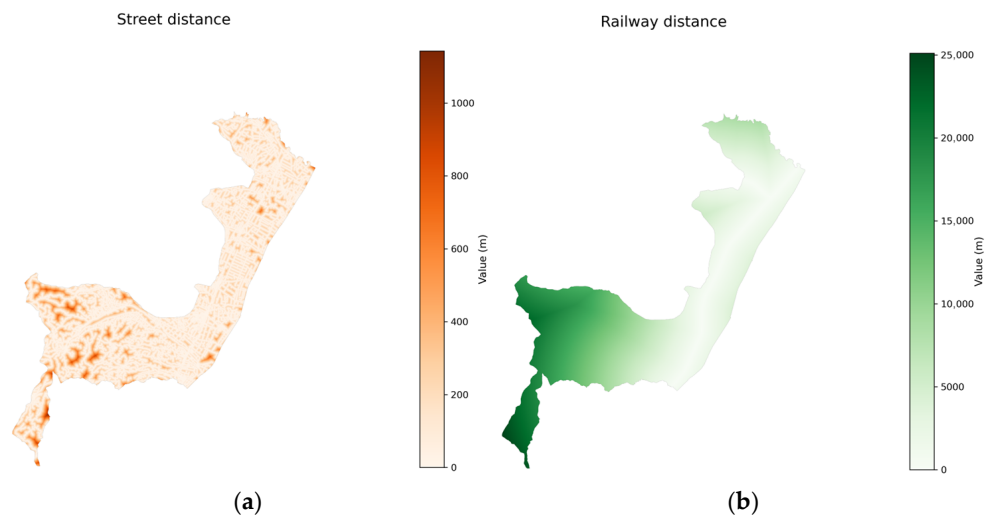 Street distance
1000
800
600
400
200
0
Value (m)
(a)
Railway distance
25,000
20,000
15,000
10,000
5000
0
Value (m)
(b)